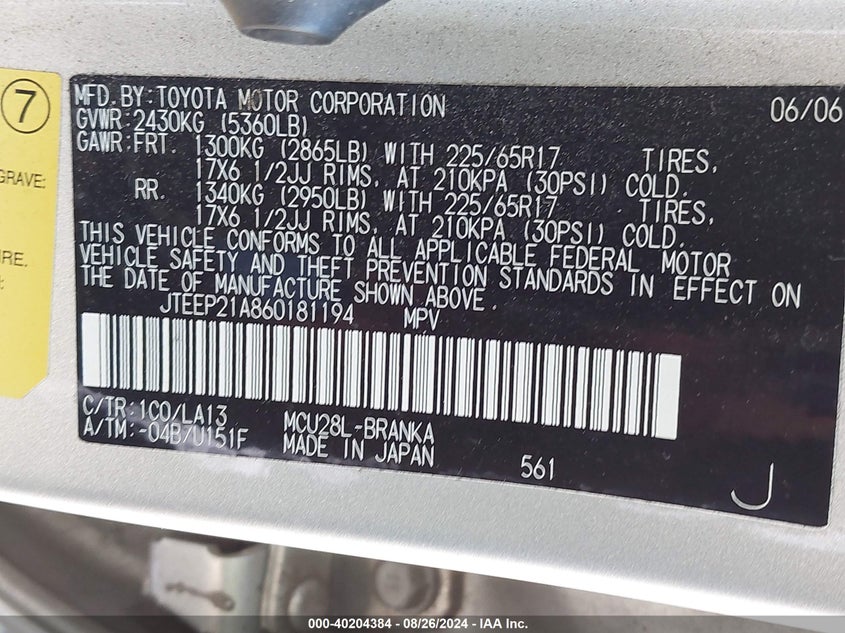 7
GRAVE:
URE.
MFD.BY:TOYOTA MOTOR CORPORATION 06/06
GVWR:2430KG (5360LB)
GAWR:FRT. 1300KG (2865LB) WITH 225/65R17 TIRES,
17X6 1/2JJ RIMS, AT 210KPA (30PSI) COLD.
RR. 1340KG (2950LB) WITH 225/65R17 TIRES,
17X6 1/2JJ RIMS, AT 210KPA (30PSI) COLD.
THIS VEHICLE CONFORMS TO ALL APPLICABLE FEDERAL MOTOR
VEHICLE SAFETY AND THEFT PREVENTION STANDARDS IN EFFECT ON
THE DATE OF MANUFACTURE SHOWN ABOVE.
JTEEP21A860181194 MPV
C/TR:1C0/LA13 MCU28L-BRANKA
A/TM:-04B/U151F MADE IN JAPAN 561
J
000-40204384 - 08/26/2024 - IAA Inc.